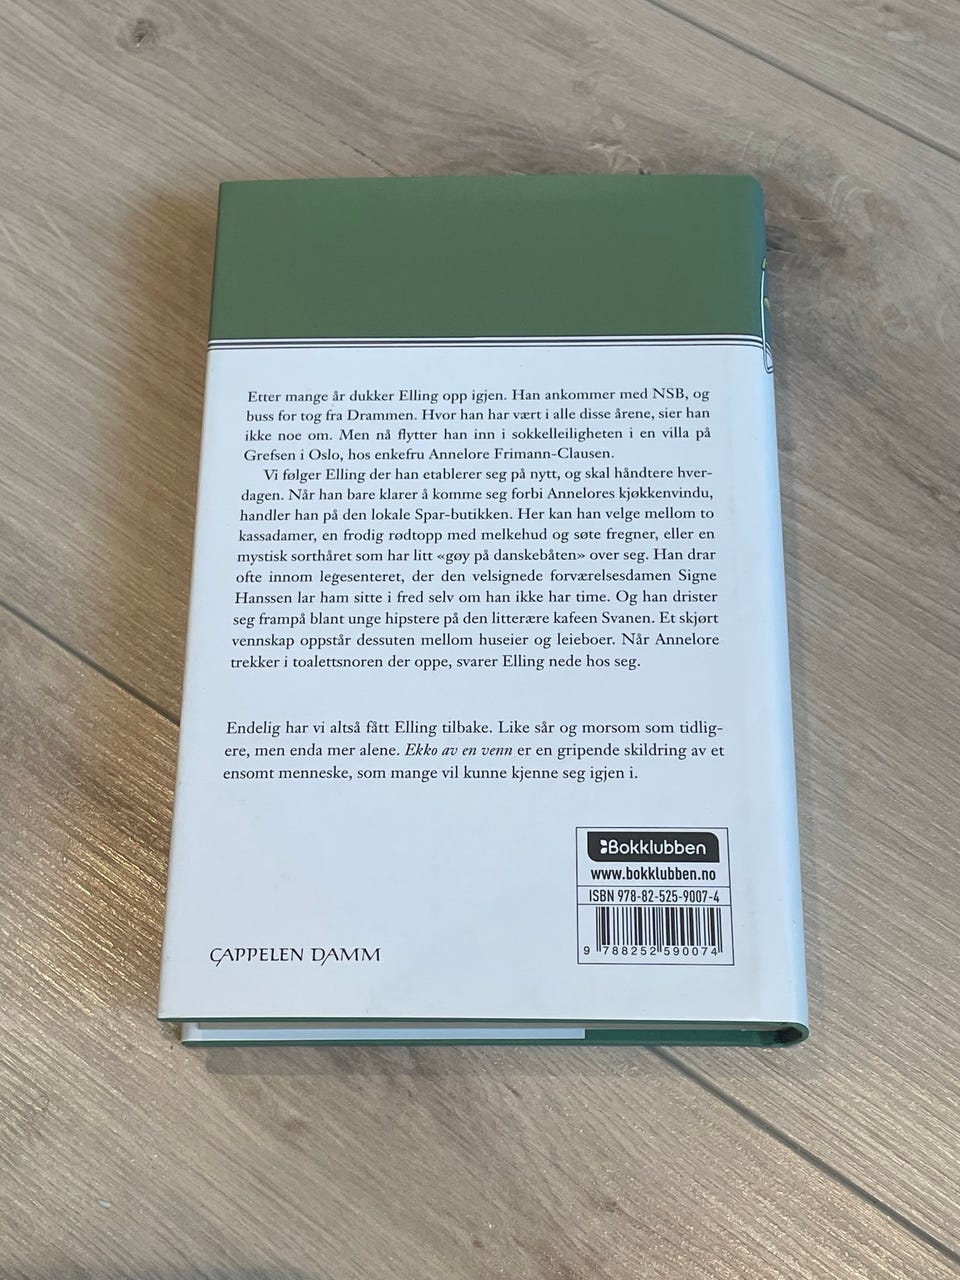 Etter mange år dukker Elling opp igjen. Han ankommer med NSB, og
buss for tog fra Drammen. Hvor han har vært i alle disse årene, sier han
ikke noe om. Men nå flytter han inn i sokkelleiligheten i en villa på
Grefsen i Oslo, hos enkefru Annelore Frimann-Clausen.
Vi følger Elling der han etablerer seg på nytt, og skal håndtere hver-
dagen. Når han bare klarer å komme seg forbi Annelores kjøkkenvindu,
handler han på den lokale Spar-butikken. Her kan han velge mellom to
kassadamer, en frodig rødtopp med melkehud og søte fregner, eller en
mystisk sorthåret som har litt «gøy på danskebåten» over seg. Han drar
ofte innom legesenteret, der den velsignede forværelsesdamen Signe
Hanssen lar ham sitte i fred selv om han ikke har time. Og han drister
seg frampå blant unge hipstere på den litterære kafeen Svanen. Et skjørt
vennskap oppstår dessuten mellom huseier og leieboer. Når Annelore
trekker i toalettsnoren der oppe, svarer Elling nede hos seg.
Endelig har vi altså fått Elling tilbake. Like sår og morsom som tidlig-
ere, men enda mer alene. Ekko av en venn er en gripende skildring av et
ensomt menneske, som mange vil kunne kjenne seg igjen i.
Bokklubben
www.bokklubben.no
ISBN 978-82-525-9007-4
9 788252 590074
CAPPELEN DAMM